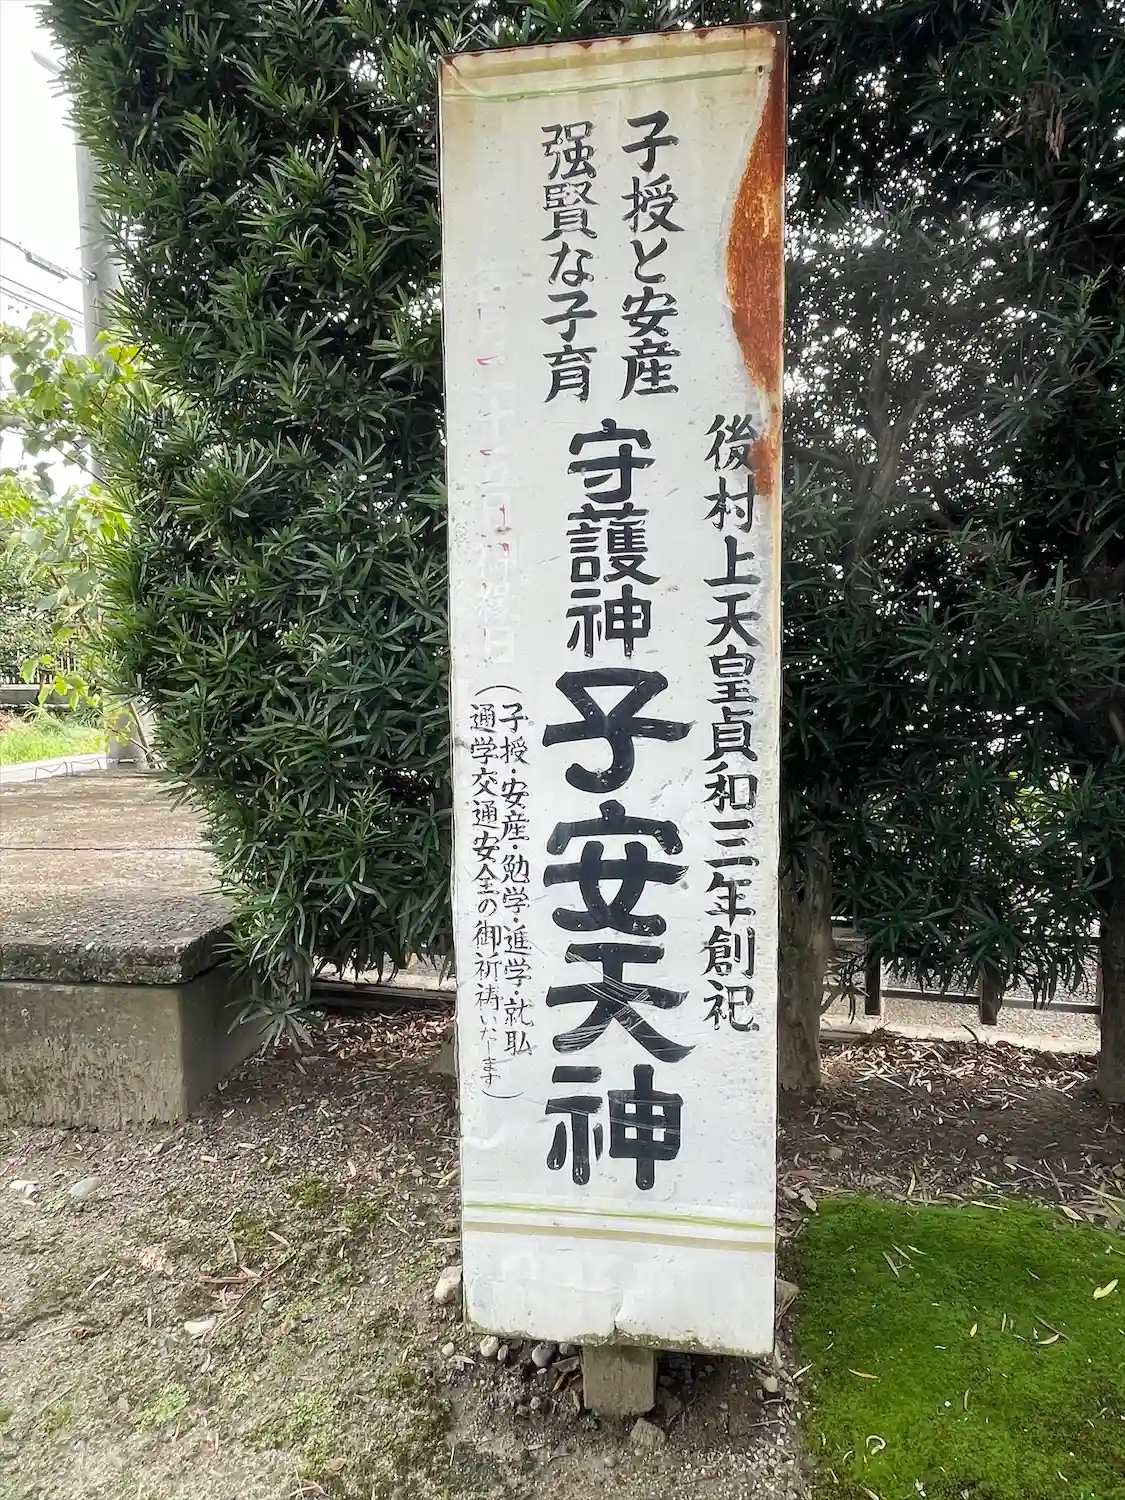 後村上天皇貞和三年創祀
子授と安産
强賢な子育
守護神
子安天神
(子授・安産・勉学・進学・就職
通学交通安全の御祈祷いたします)